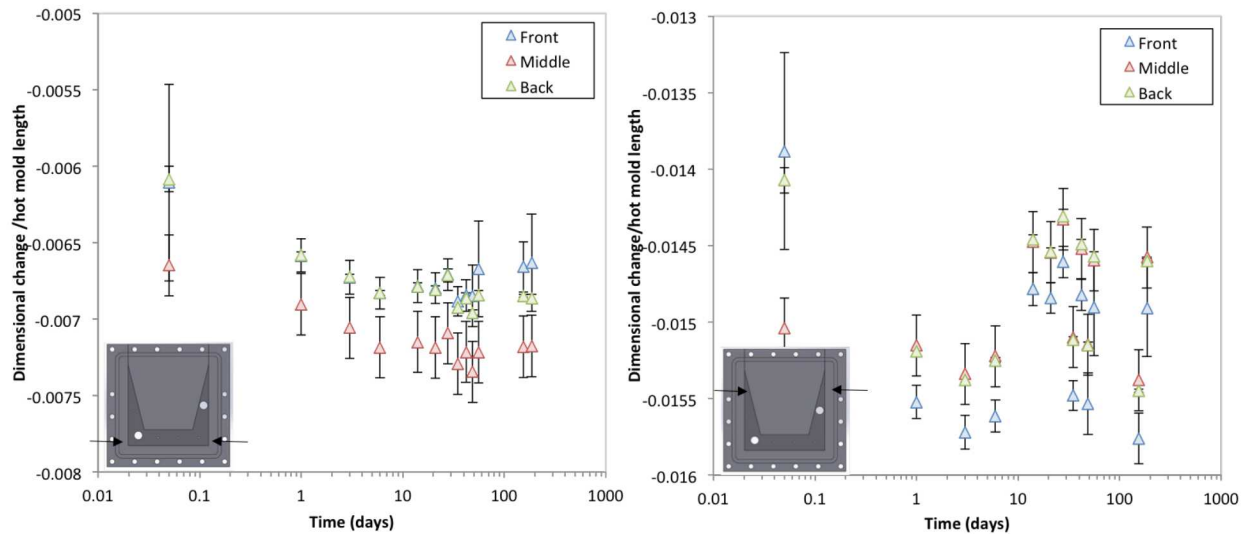 -0.005
-0.0055
-0.006
-0.0065
-0.007
-0.0075
-0.008
Dimensional change /hot mold length
Front
Middle
Back
0.01 0.1 1 10 100 1000
Time (days)
-0.013
-0.0135
-0.014
-0.0145
-0.015
-0.0155
-0.016
Dimensional change/hot mold length
Front
Middle
Back
0.01 0.1 1 10 100 1000
Time (days)